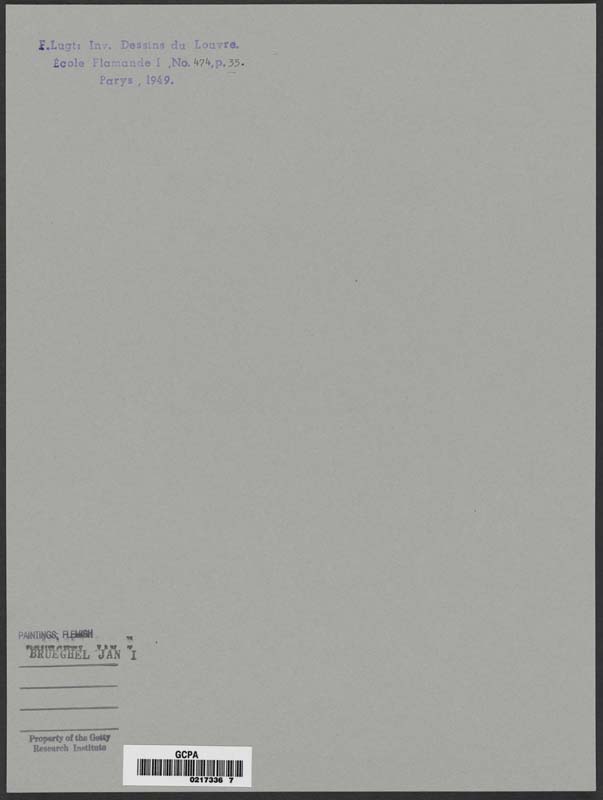 F.Lugt: Inv. Dessins du Louvre.
École Flamande I ,No. 474, p. 35.
Parys , 1949.
PAINTINGS, FLEMISH
BRUEGHEL JAN I
Property of the Getty
Research Institute
GCPA
0217336 7